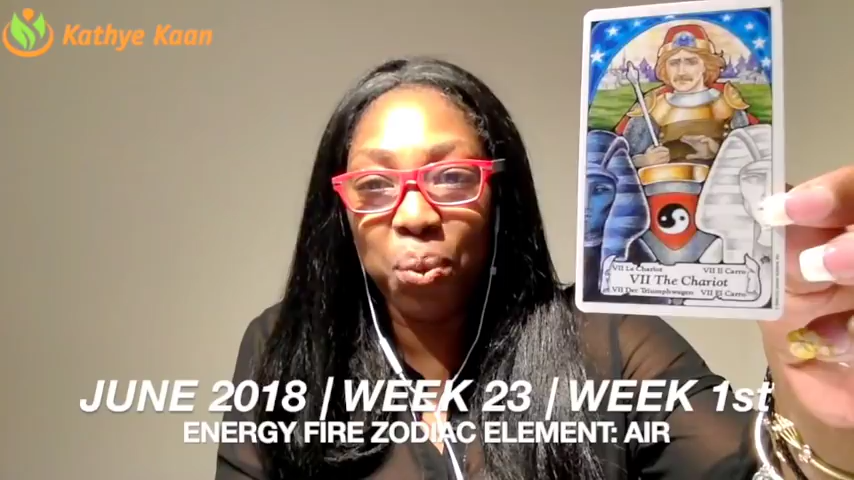 Kathye Kaan
VII Le Chariot
VII Il Carro
VII The Chariot
VII Der Triumphwagen
VII El Carro
JUNE 2018 | WEEK 23 | WEEK 1st
ENERGY FIRE ZODIAC ELEMENT: AIR